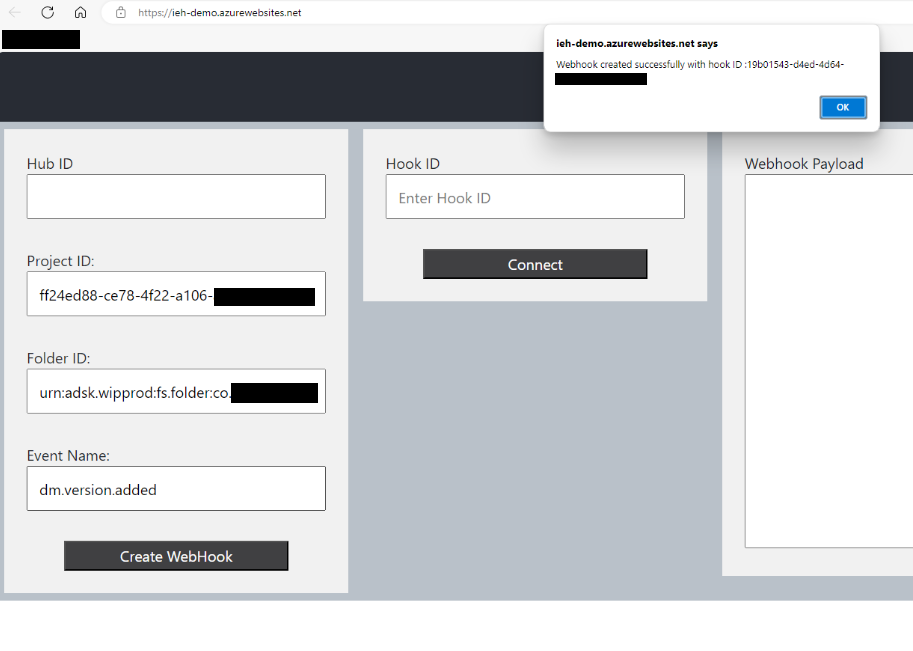 https://ieh-demo.azurewebsites.net
ieh-demo.azurewebsites.net says
Webhook created successfully with hook ID :19b01543-d4ed-4d64-
OK
Hub ID
Project ID:
ff24ed88-ce78-4f22-a106-
Folder ID:
urn:adsk.wipprod:fs.folder:co.
Event Name:
dm.version.added
Create WebHook
Hook ID
Enter Hook ID
Connect
Webhook Payload